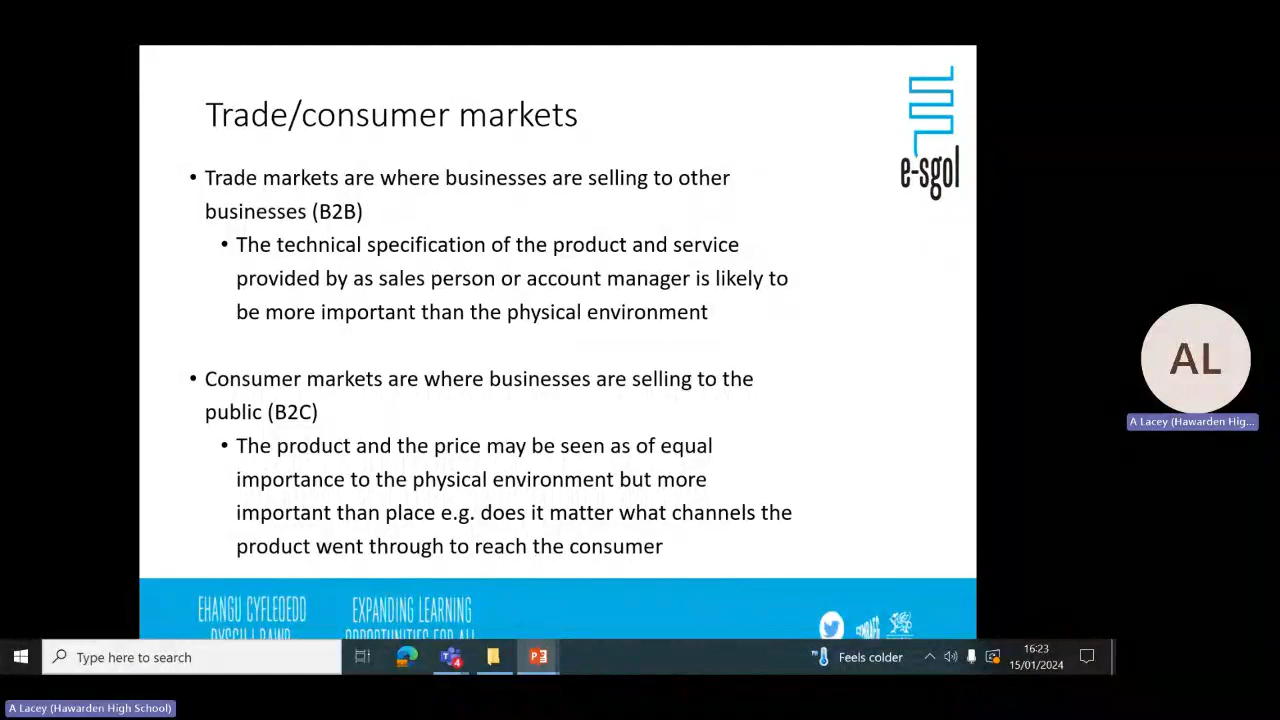 Trade/consumer markets
e-sgol
• Trade markets are where businesses are selling to other
businesses (B2B)
• The technical specification of the product and service
provided by as sales person or account manager is likely to
be more important than the physical environment
• Consumer markets are where businesses are selling to the
public (B2C)
• The product and the price may be seen as of equal
importance to the physical environment but more
important than place e.g. does it matter what channels the
product went through to reach the consumer
AL
A Lacey (Hawarden Hig...
EHANGU CYFLEOEDD
DYSGU I BAWB
EXPANDING LEARNING
OPPORTUNITIES FOR ALL
Type here to search
4
Feels colder
16:23
15/01/2024
A Lacey (Hawarden High School)